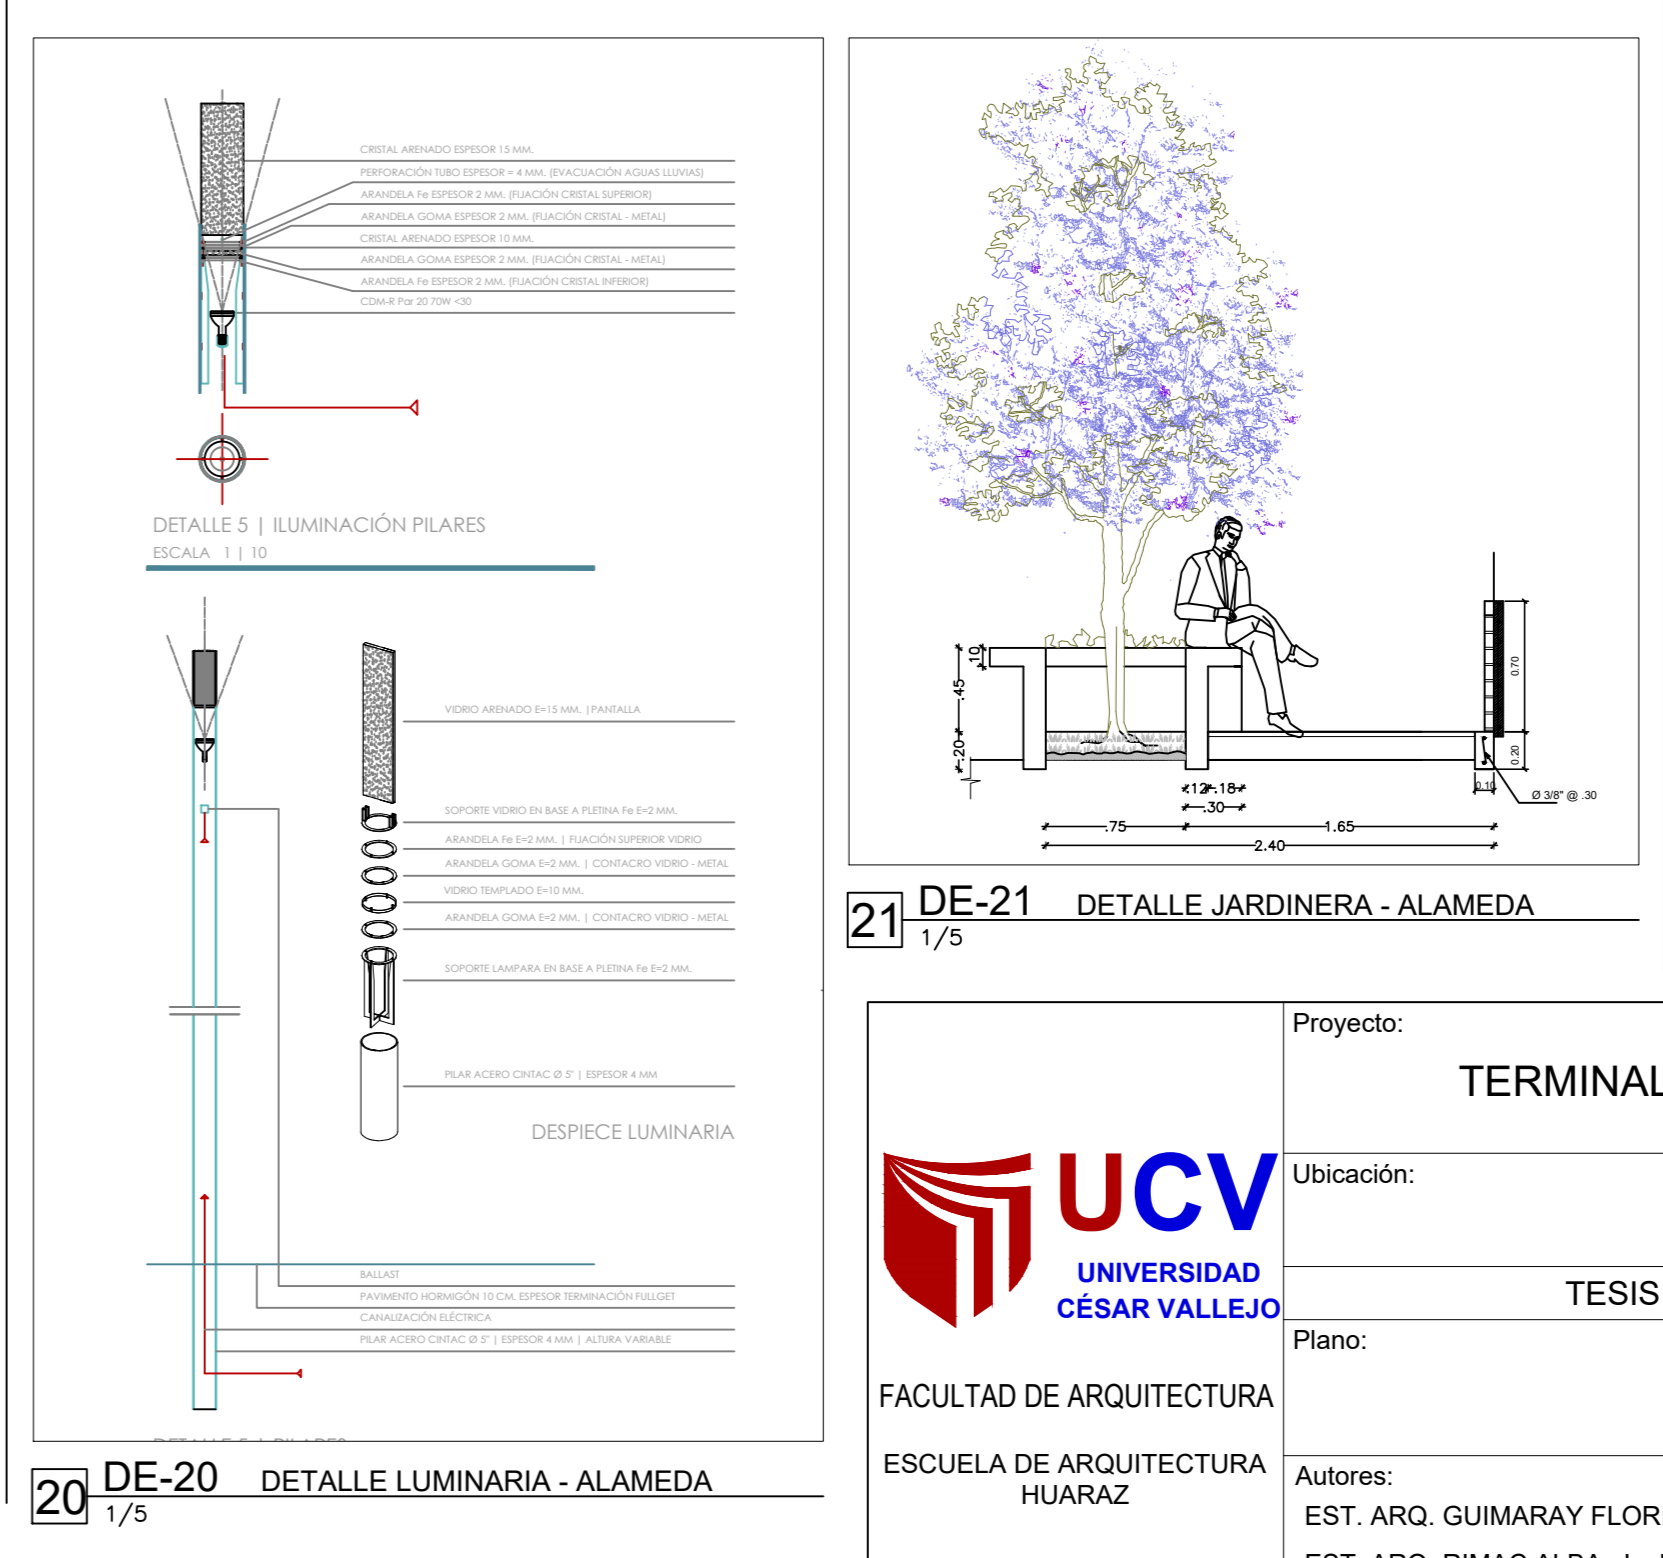 CRISTAL ARENADO ESPESOR 15 MM.
PERFORACIÓN TUBO ESPESOR = 4 MM. (EVACUACIÓN AGUAS LLUVIAS)
ARANDELA Fe ESPESOR 2 MM. (FIJACIÓN CRISTAL SUPERIOR)
ARANDELA GOMA ESPESOR 2 MM. (FIJACIÓN CRISTAL - METAL)
CRISTAL ARENADO ESPESOR 10 MM.
ARANDELA GOMA ESPESOR 2 MM. (FIJACIÓN CRISTAL - METAL)
ARANDELA Fe ESPESOR 2 MM. (FIJACIÓN CRISTAL INFERIOR)
CDM-R Par 20 70W <30
DETALLE 5 | ILUMINACIÓN PILARES
ESCALA 1 | 10
VIDRIO ARENADO E=15 MM. |PANTALLA
SOPORTE VIDRIO EN BASE A PLETINA Fe E=2 MM.
ARANDELA Fe E=2 MM. | FIJACIÓN SUPERIOR VIDRIO
ARANDELA GOMA E=2 MM. | CONTACRO VIDRIO - METAL
VIDRIO TEMPLADO E=10 MM.
ARANDELA GOMA E=2 MM. | CONTACRO VIDRIO - METAL
SOPORTE LAMPARA EN BASE A PLETINA Fe E=2 MM.
PILAR ACERO CINTAC Ø 5" | ESPESOR 4 MM
DESPIECE LUMINARIA
BALLAST
PAVIMENTO HORMIGÓN 10 CM. ESPESOR TERMINACIÓN FULLGET
CANALIZACIÓN ELÉCTRICA
PILAR ACERO CINTAC Ø 5" | ESPESOR 4 MM | ALTURA VARIABLE
20
DE-20 DETALLE LUMINARIA - ALAMEDA
1/5
.10
.45
.20
0.70
0.20
0.10
Ø 3/8" @ .30
.12 .18
.30
.75 1.65
2.40
21
DE-21 DETALLE JARDINERA - ALAMEDA
1/5
UCV
UNIVERSIDAD
CÉSAR VALLEJO
FACULTAD DE ARQUITECTURA
ESCUELA DE ARQUITECTURA
HUARAZ
Proyecto:
TERMINAL
Ubicación:
TESIS
Plano:
Autores:
EST. ARQ. GUIMARAY FLOR